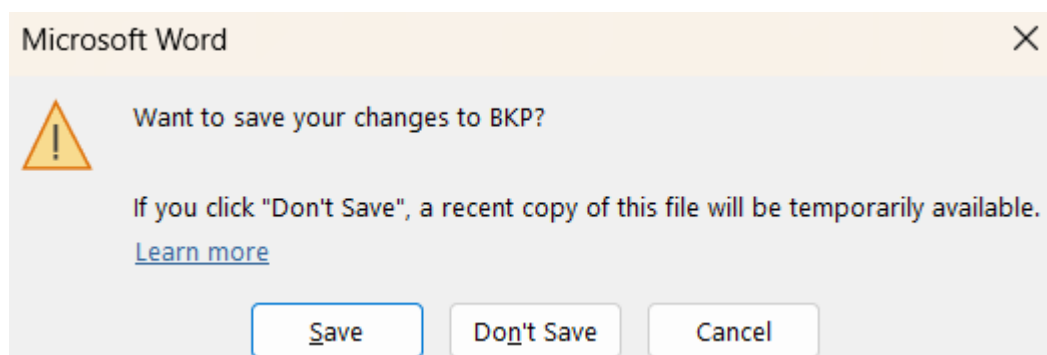 Microsoft Word
Want to save your changes to BKP?
If you click "Don't Save", a recent copy of this file will be temporarily available.
Learn more
Save Don't Save Cancel